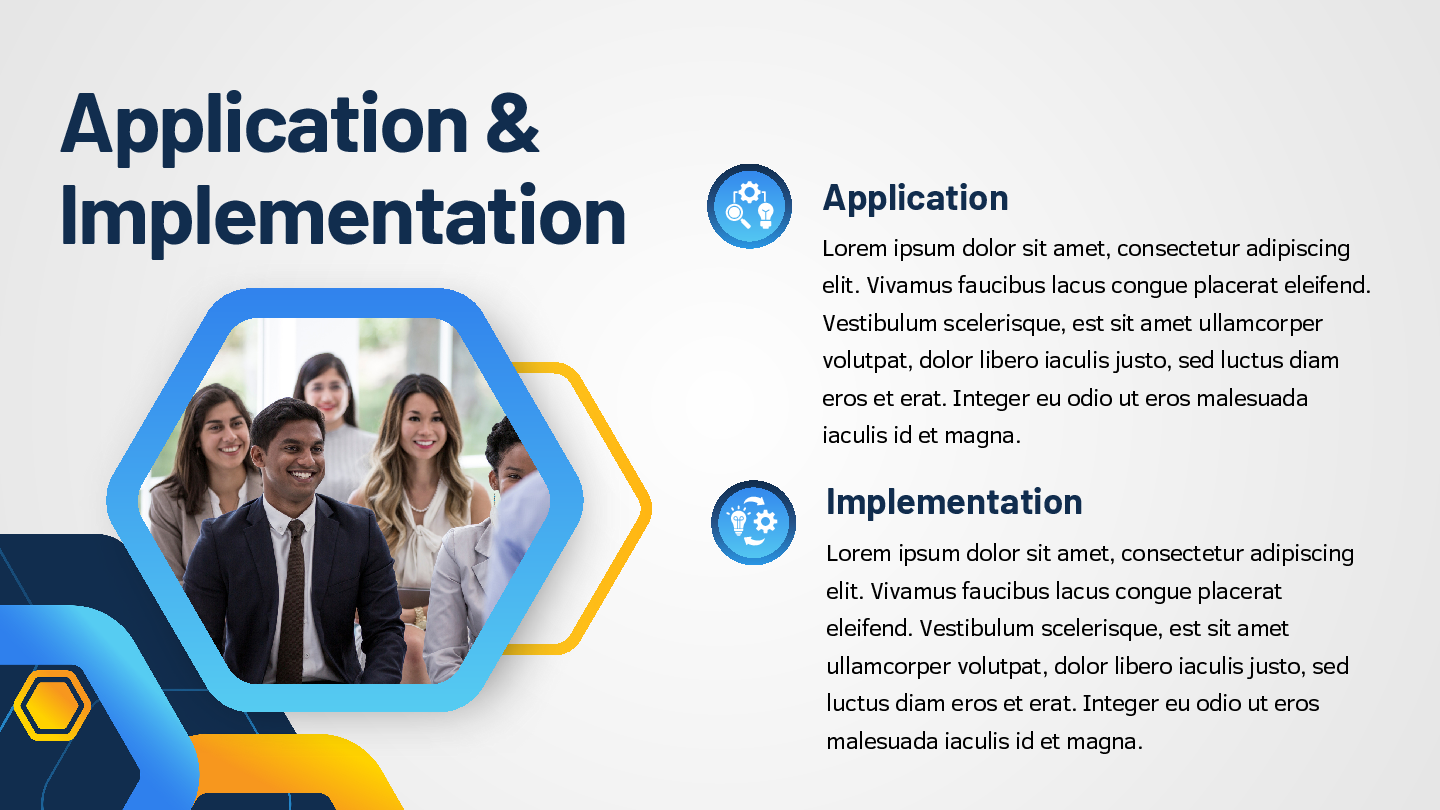 Application &
Implementation
Application
Lorem ipsum dolor sit amet, consectetur adipiscing
elit. Vivamus faucibus lacus congue placerat eleifend.
Vestibulum scelerisque, est sit amet ullamcorper
volutpat, dolor libero iaculis justo, sed luctus diam
eros et erat. Integer eu odio ut eros malesuada
iaculis id et magna.
Implementation
Lorem ipsum dolor sit amet, consectetur adipiscing
elit. Vivamus faucibus lacus congue placerat
eleifend. Vestibulum scelerisque, est sit amet
ullamcorper volutpat, dolor libero iaculis justo, sed
luctus diam eros et erat. Integer eu odio ut eros
malesuada iaculis id et magna.